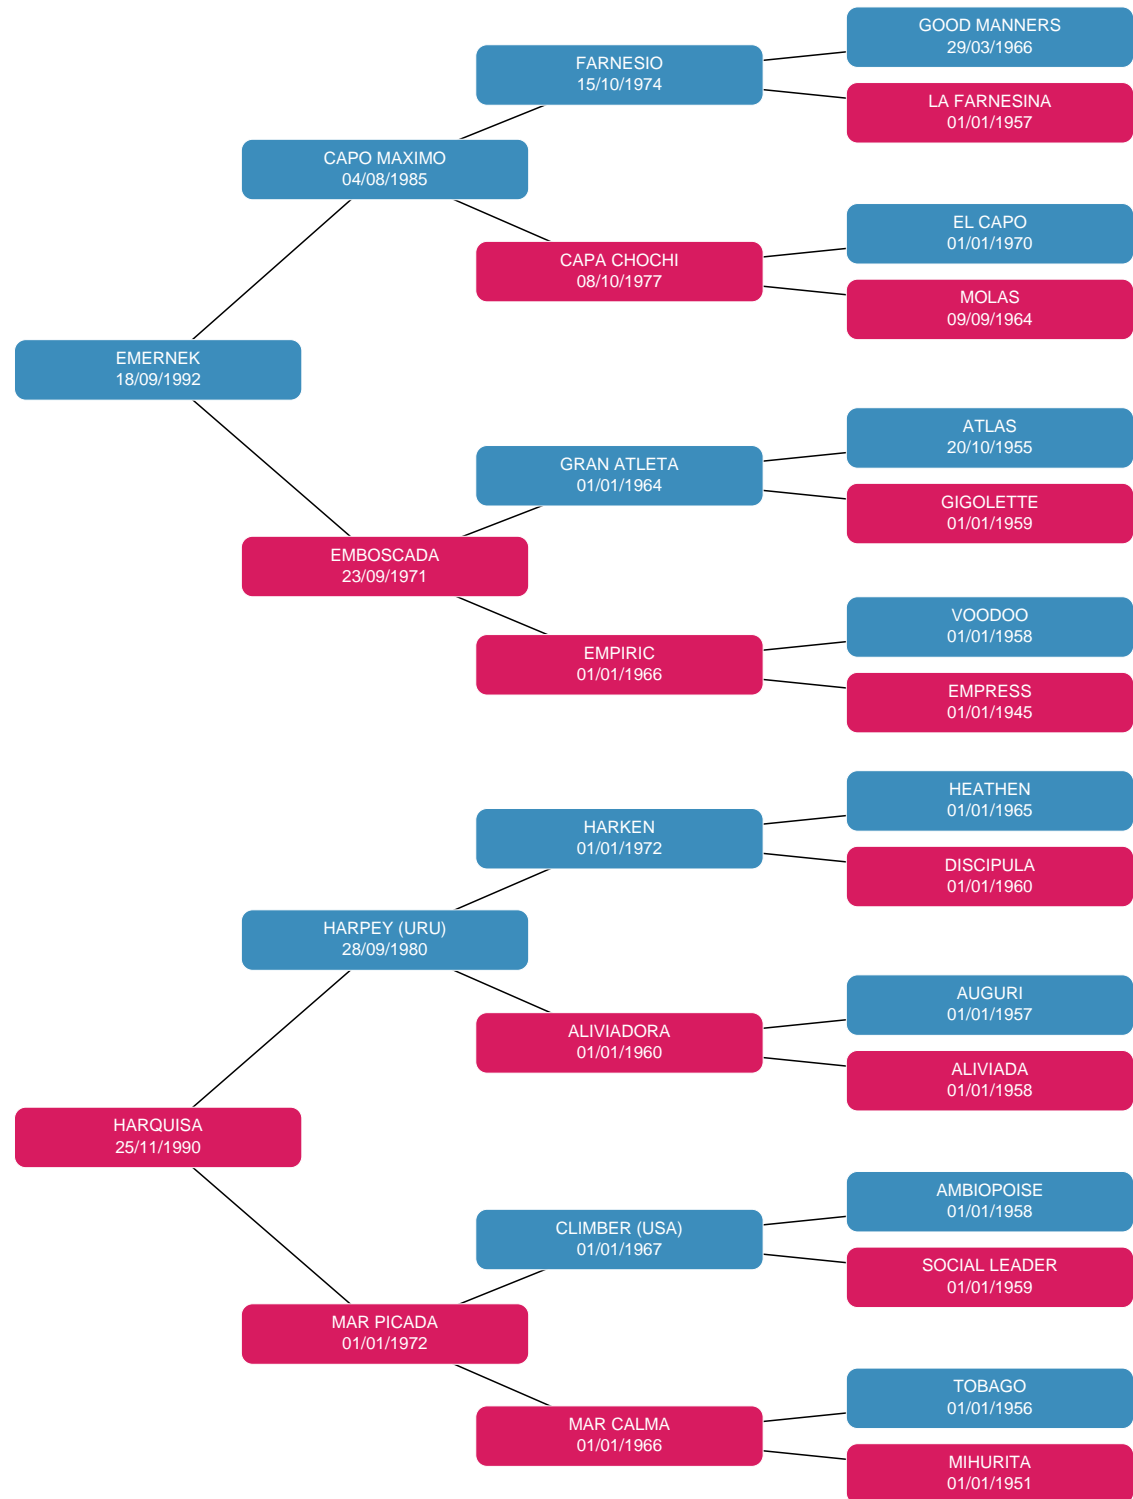 GOOD MANNERS
29/03/1966
FARNESIO
15/10/1974
LA FARNESINA
01/01/1957
CAPO MAXIMO
04/08/1985
EL CAPO
01/01/1970
CAPA CHOCHI
08/10/1977
MOLAS
09/09/1964
EMERNEK
18/09/1992
ATLAS
20/10/1955
GRAN ATLETA
01/01/1964
GIGOLETTE
01/01/1959
EMBOSCADA
23/09/1971
VOODOO
01/01/1958
EMPIRIC
01/01/1966
EMPRESS
01/01/1945
HEATHEN
01/01/1965
HARKEN
01/01/1972
DISCIPULA
01/01/1960
HARPEY (URU)
28/09/1980
AUGURI
01/01/1957
ALIVIADORA
01/01/1960
ALIVIADA
01/01/1958
HARQUISA
25/11/1990
AMBIOPOISE
01/01/1958
CLIMBER (USA)
01/01/1967
SOCIAL LEADER
01/01/1959
MAR PICADA
01/01/1972
TOBAGO
01/01/1956
MAR CALMA
01/01/1966
MIHURITA
01/01/1951